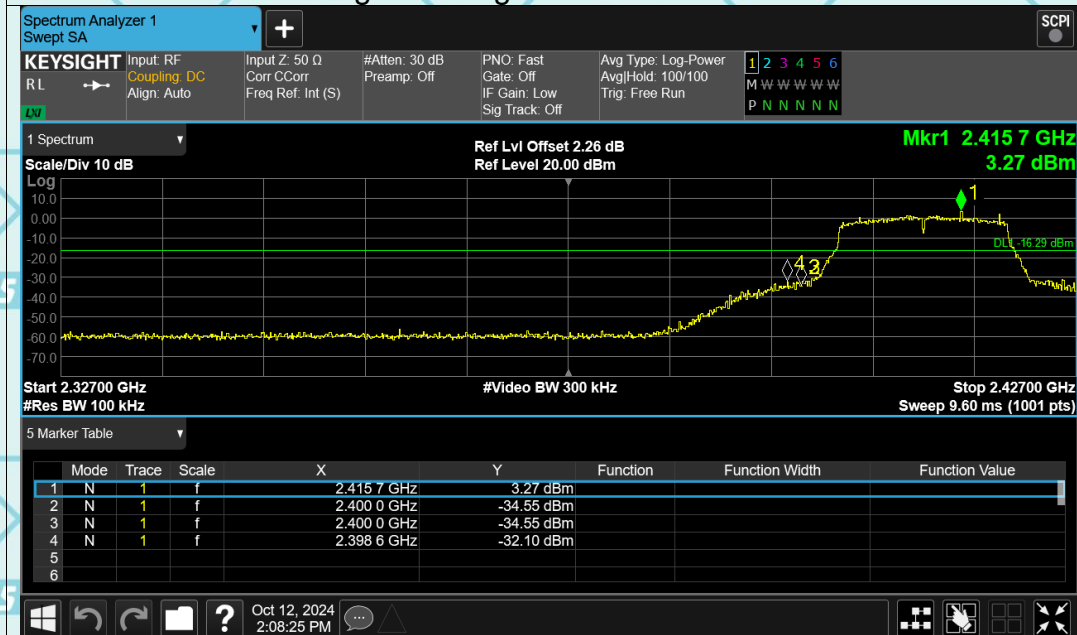 Spectrum Analyzer 1
Swept SA
+
SCPI
KEYSIGHT
R L
LXI
Input: RF
Coupling: DC
Align: Auto
Input Z: 50 Ω
Corr CCorr
Freq Ref: Int (S)
#Atten: 30 dB
Preamp: Off
PNO: Fast
Gate: Off
IF Gain: Low
Sig Track: Off
Avg Type: Log-Power
Avg|Hold: 100/100
Trig: Free Run
1 2 3 4 5 6
M W W W W W
P N N N N N
1 Spectrum
Scale/Div 10 dB
Ref Lvl Offset 2.26 dB
Ref Level 20.00 dBm
Mkr1 2.415 7 GHz
3.27 dBm
Log
10.0
0.00
-10.0
-20.0
-30.0
-40.0
-50.0
-60.0
-70.0
1
DL1 -16.29 dBm
4
Start 2.32700 GHz
#Res BW 100 kHz
#Video BW 300 kHz
Stop 2.42700 GHz
Sweep 9.60 ms (1001 pts)
5 Marker Table
Mode Trace Scale X Y Function Function Width Function Value
1 N 1 f 2.415 7 GHz 3.27 dBm
2 N 1 f 2.400 0 GHz -34.55 dBm
3 N 1 f 2.400 0 GHz -34.55 dBm
4 N 1 f 2.398 6 GHz -32.10 dBm
5
6
?
Oct 12, 2024
2:08:25 PM